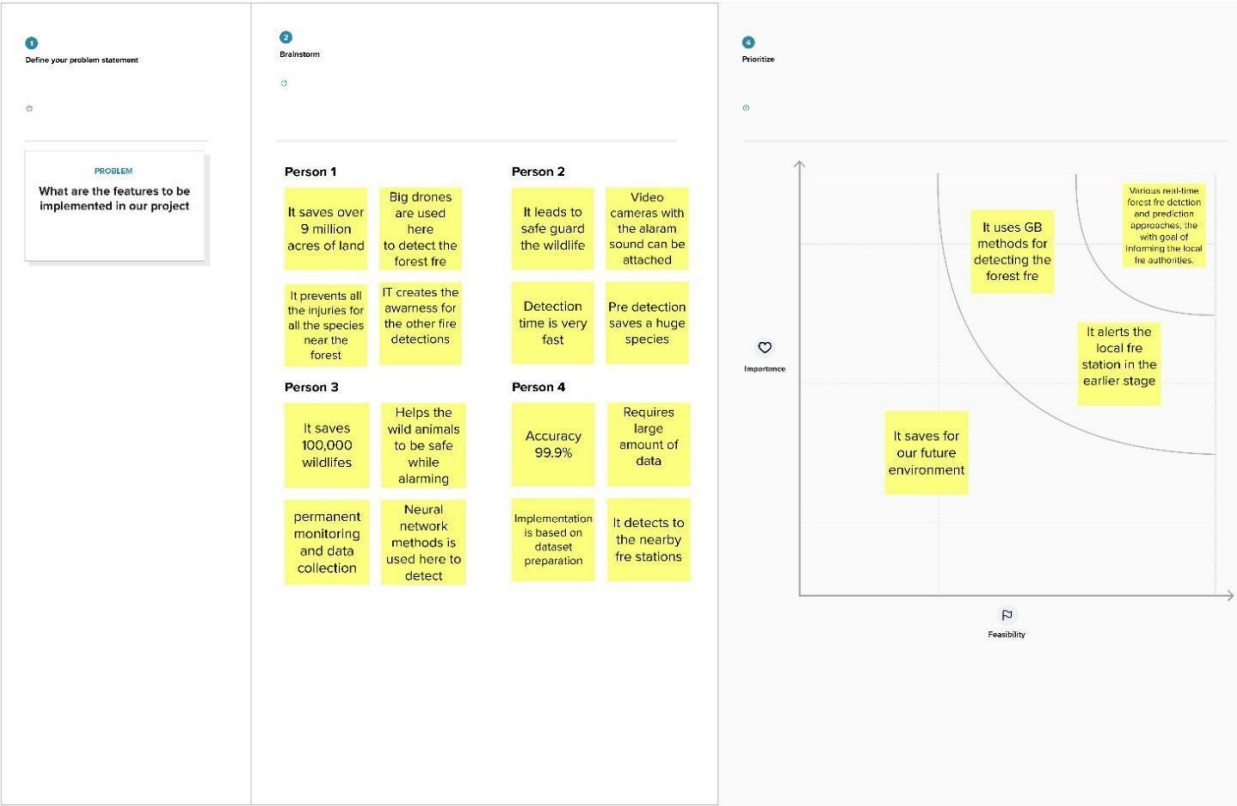 1
Define your problem statement
PROBLEM
What are the features to be
implemented in our project
2
Brainstorm
Person 1
It saves over
9 million
acres of land
Big drones
are used
here
to detect the
forest fre
It prevents all
the injuries for
all the species
near the
forest
IT creates the
awarness for
the other fire
detections
Person 2
It leads to
safe guard
the wildlife
Video
cameras with
the alaram
sound can be
attached
Detection
time is very
fast
Pre detection
saves a huge
species
Person 3
It saves
100,000
wildlifes
Helps the
wild animals
to be safe
while
alarming
permanent
monitoring
and data
collection
Neural
network
methods is
used here to
detect
Person 4
Accuracy
99.9%
Requires
large
amount of
data
Implementation
is based on
dataset
preparation
It detects to
the nearby
fre stations
4
Prioritize
Importance
It uses GB
methods for
detecting the
forest fre
Various real-time
forest fre detction
and prediction
approaches, the
with goal of
informing the local
fre authorities.
It alerts the
local fre
station in the
earlier stage
It saves for
our future
environment
Feasibility